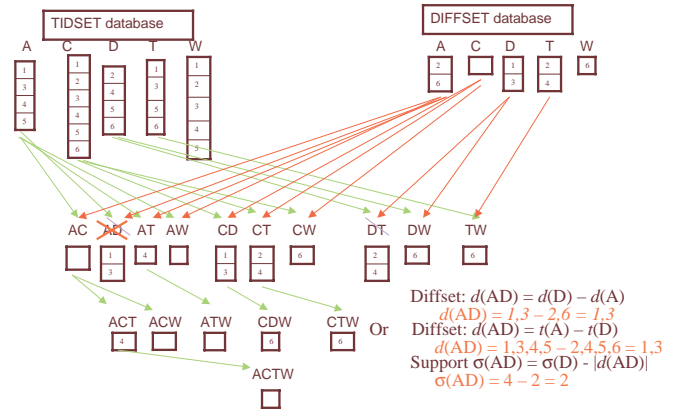 TIDSET database DIFFSET database
A C D T W A C D T W
1 1 2 1 1 2 1 2 6
3 2 4 3 2 6 3 4
4 3 5 5 3
5 4 6 6 4
5 5
6
AC AD AT AW CD CT CW DT DW TW
1 4 1 2 6 2 6 6
3 3 4 4
Diffset: d(AD) = d(D) – d(A)
d(AD) = 1,3 – 2,6 = 1,3
ACT ACW ATW CDW CTW Or Diffset: d(AD) = t(A) – t(D)
4 6 6
d(AD) = 1,3,4,5 – 2,4,5,6 = 1,3
Support σ(AD) = σ(D) - |d(AD)|
ACTW
σ(AD) = 4 – 2 = 2